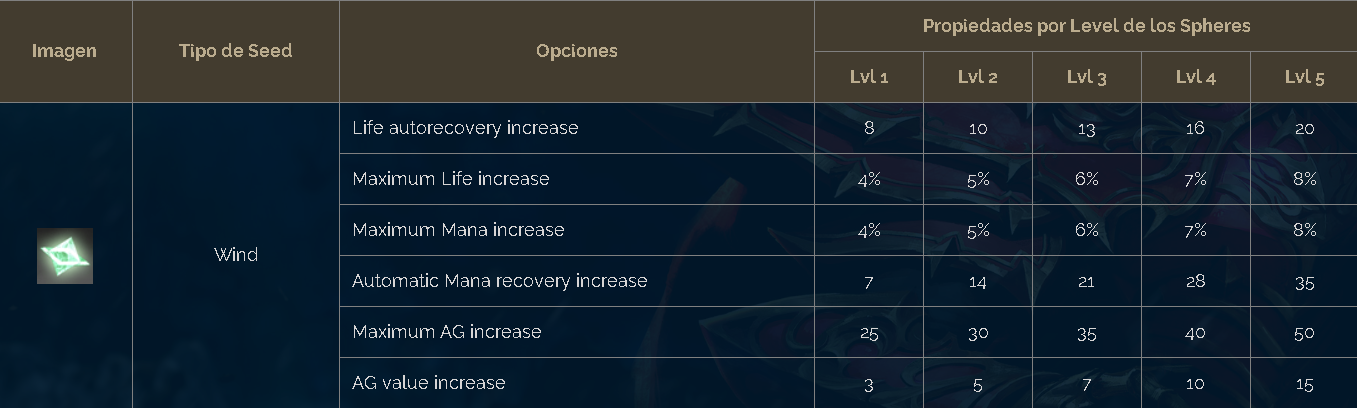 Imagen Tipo de Seed Opciones Propiedades por Level de los Spheres
Lvl 1 Lvl 2 Lvl 3 Lvl 4 Lvl 5
Life autorecovery increase 8 10 13 16 20
Maximum Life increase 4% 5% 6% 7% 8%
Maximum Mana increase 4% 5% 6% 7% 8%
Wind
Automatic Mana recovery increase 7 14 21 28 35
Maximum AG increase 25 30 35 40 50
AG value increase 3 5 7 10 15